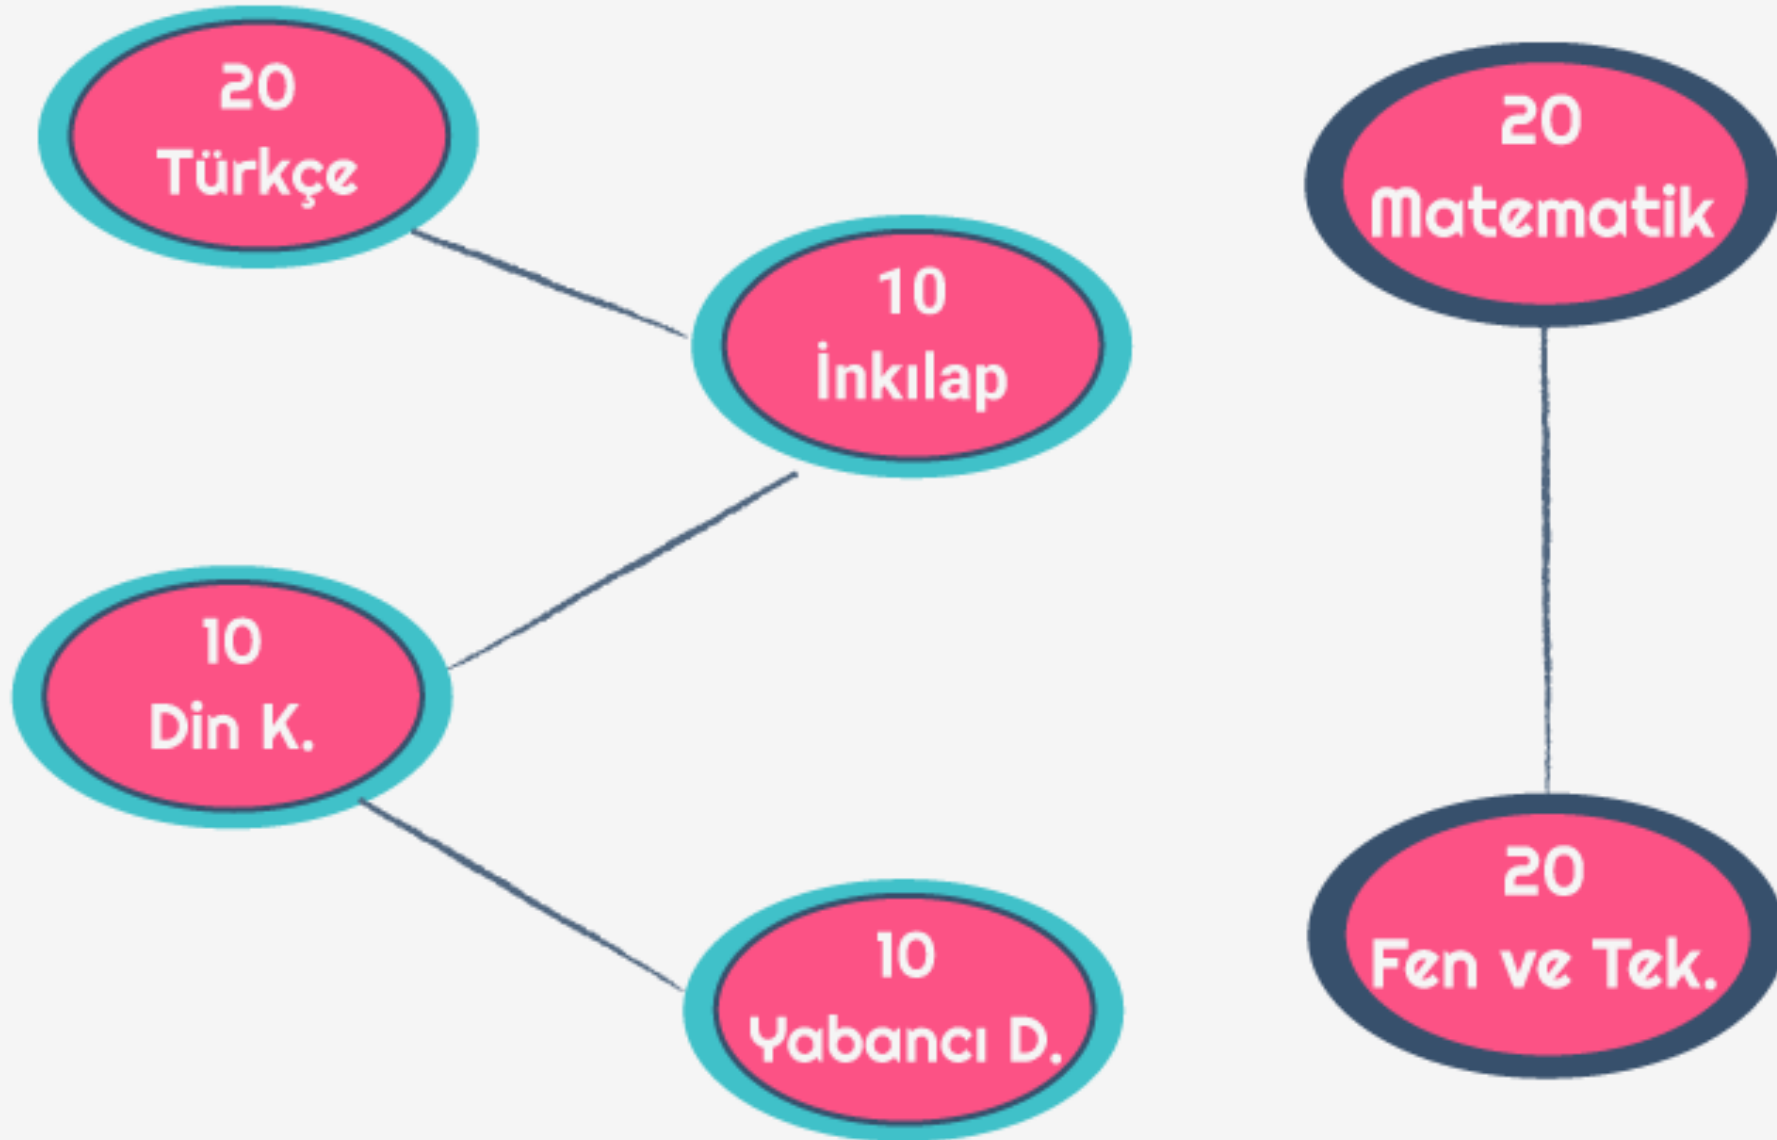 20
Türkçe
10
İnkılap
10
Din K.
10
Yabancı D.
20
Matematik
20
Fen ve Tek.